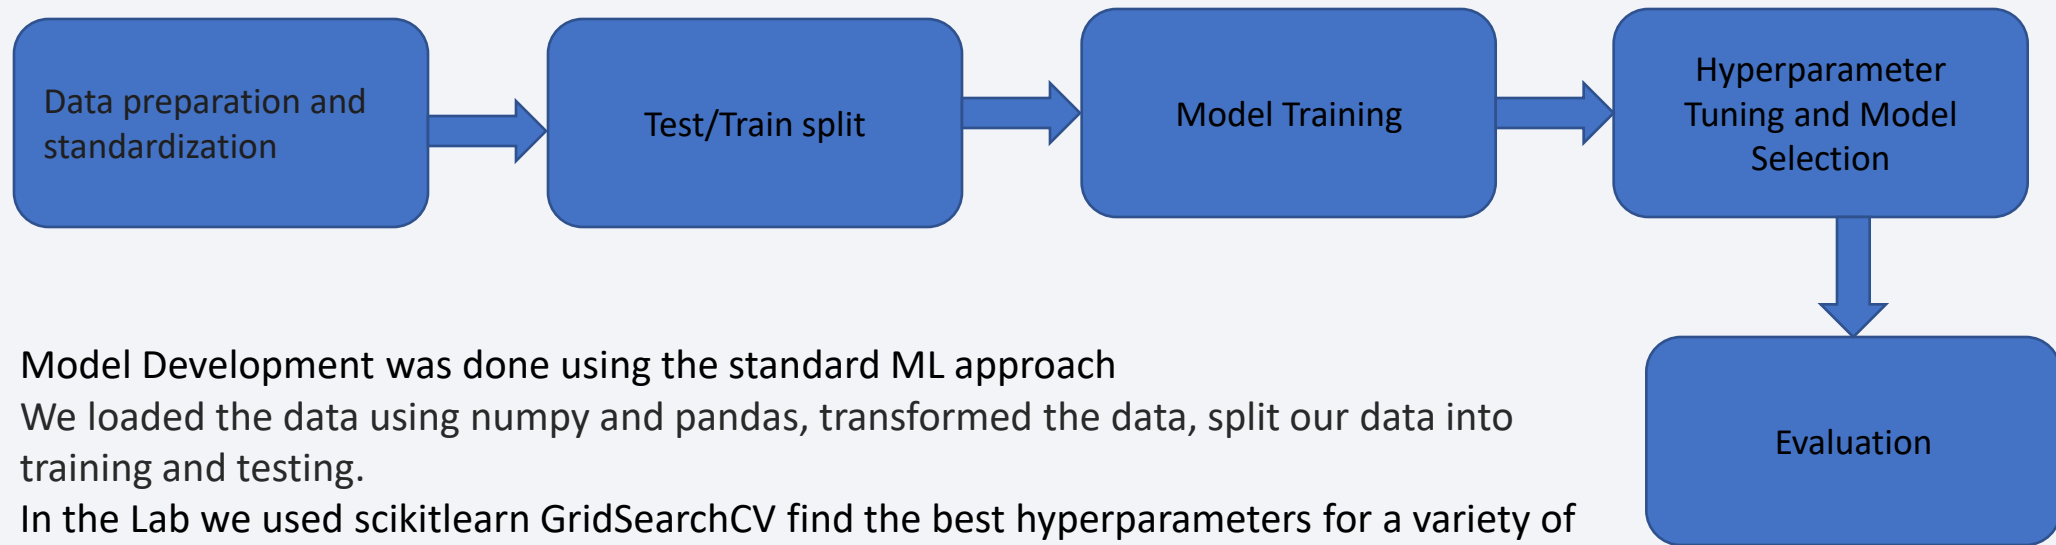 Data preparation and
standardization
Test/Train split
Model Training
Hyperparameter
Tuning and Model
Selection
Evaluation
Model Development was done using the standard ML approach
We loaded the data using numpy and pandas, transformed the data, split our data into
training and testing.
In the Lab we used scikitlearn GridSearchCV find the best hyperparameters for a variety of